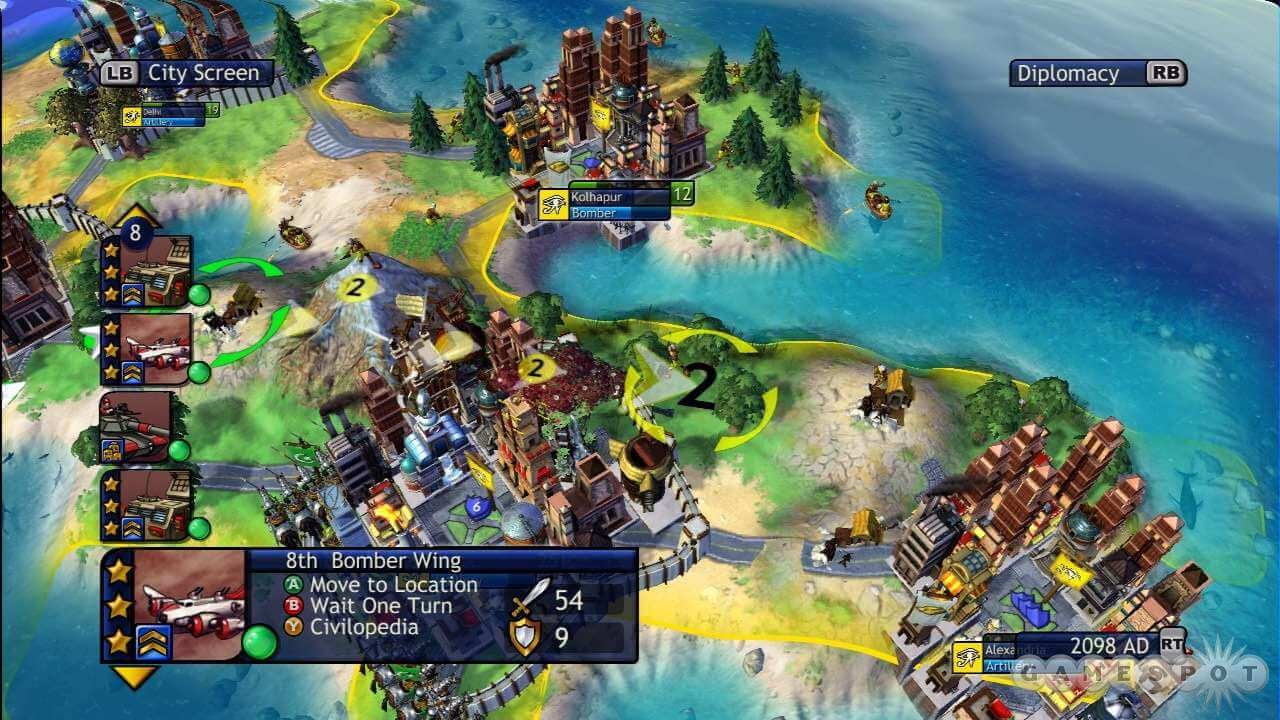 LB City Screen
Diplomacy RB
Delhi 19
Artillery
Kolhapur 12
Bomber
8
2
2
2
6
8th Bomber Wing
A Move to Location
54
B Wait One Turn
Y Civilopedia
9
2098 AD RT
Alexandria
Artillery
GAMESPOT